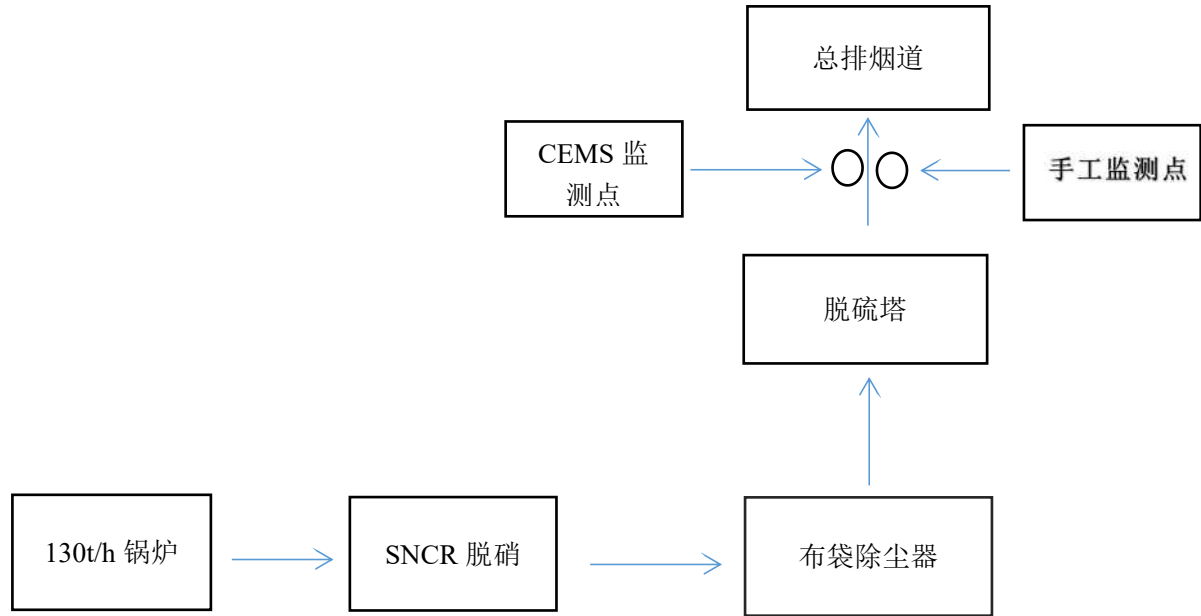 总排烟道
CEMS 监
测点
手工监测点
脱硫塔
130t/h 锅炉
SNCR 脱硝
布袋除尘器